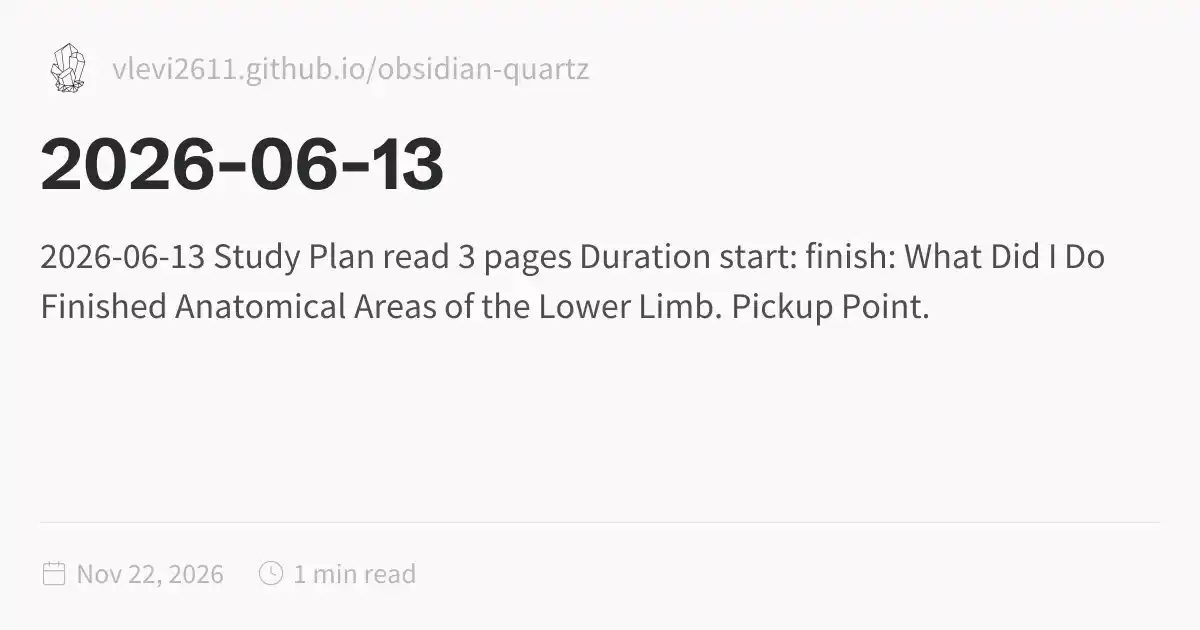 vlevi2611.github.io/obsidian-quartz
2026-06-13
2026-06-13 Study Plan read 3 pages Duration start: finish: What Did I Do
Finished Anatomical Areas of the Lower Limb. Pickup Point.
Nov 22, 2026
1 min read